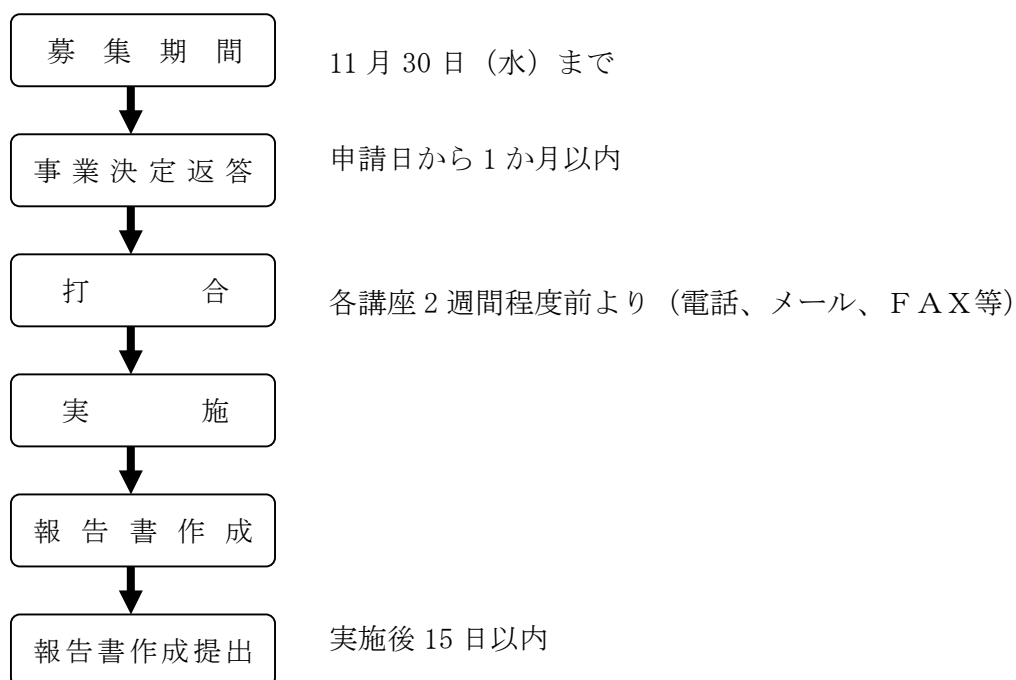 募集期間
11月30日（水）まで
事業決定返答
申請日から1か月以内
打合
各講座2週間程度前より（電話、メール、ＦＡＸ等）
実施
報告書作成
報告書作成提出
実施後15日以内